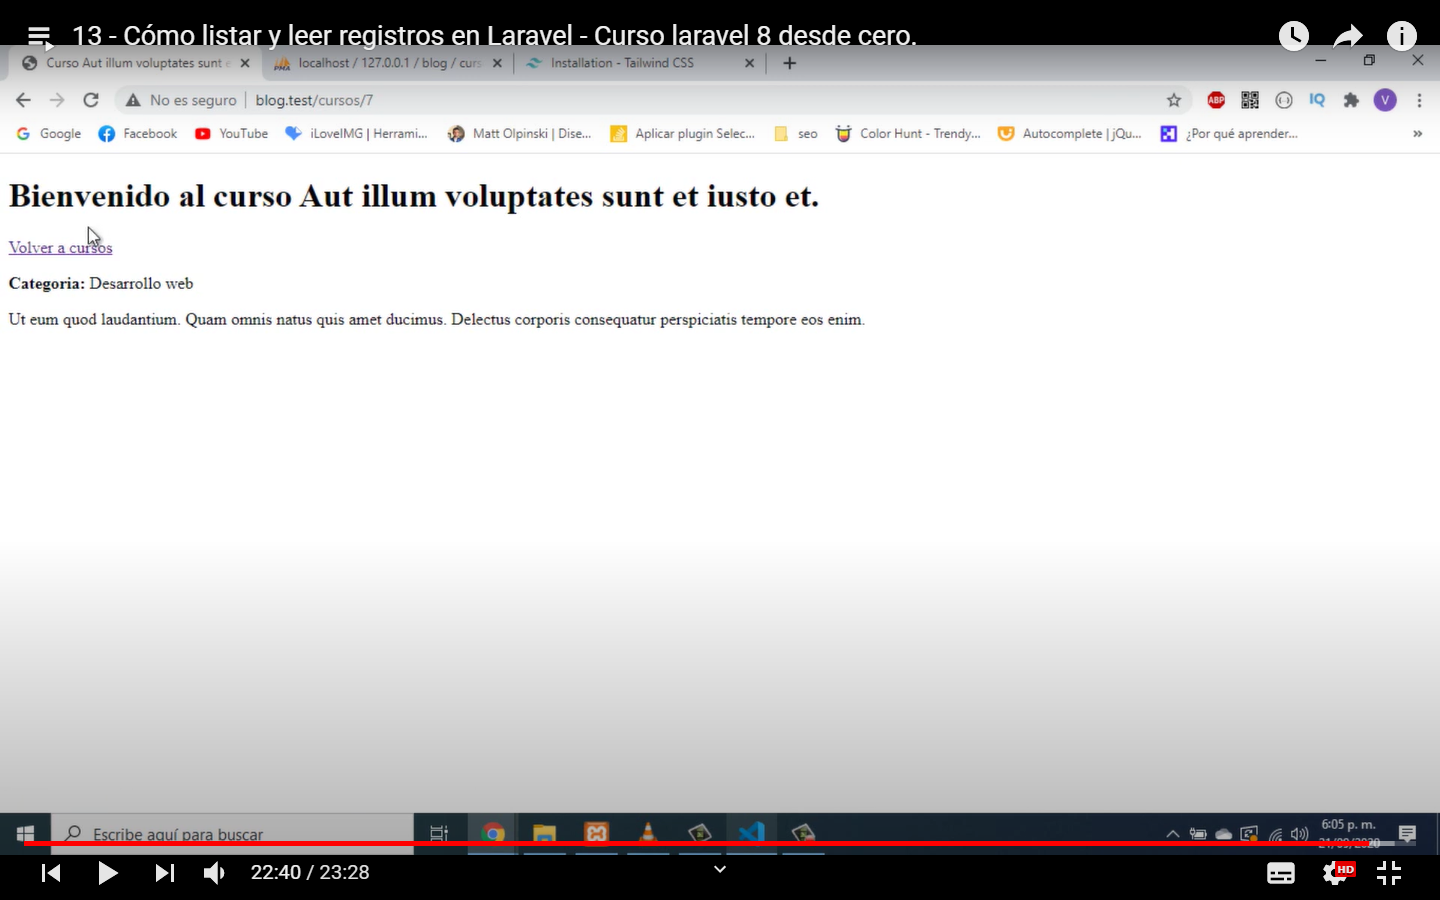 13 - Cómo listar y leer registros en Laravel - Curso laravel 8 desde cero.
Curso Aut illum voluptates sunt e
localhost / 127.0.0.1 / blog / curs
Installation - Tailwind CSS
No es seguro
blog.test/cursos/7
ABP
IQ
V
Google
Facebook
YouTube
iLoveIMG | Herrami...
Matt Olpinski | Dise...
Aplicar plugin Selec...
seo
Color Hunt - Trendy...
Autocomplete | jQu...
¿Por qué aprender...
»
Bienvenido al curso Aut illum voluptates sunt et iusto et.
Volver a cursos
Categoria: Desarrollo web
Ut eum quod laudantium. Quam omnis natus quis amet ducimus. Delectus corporis consequatur perspiciatis tempore eos enim.
Escribe aquí para buscar
6:05 p. m.
22:40 / 23:28
HD